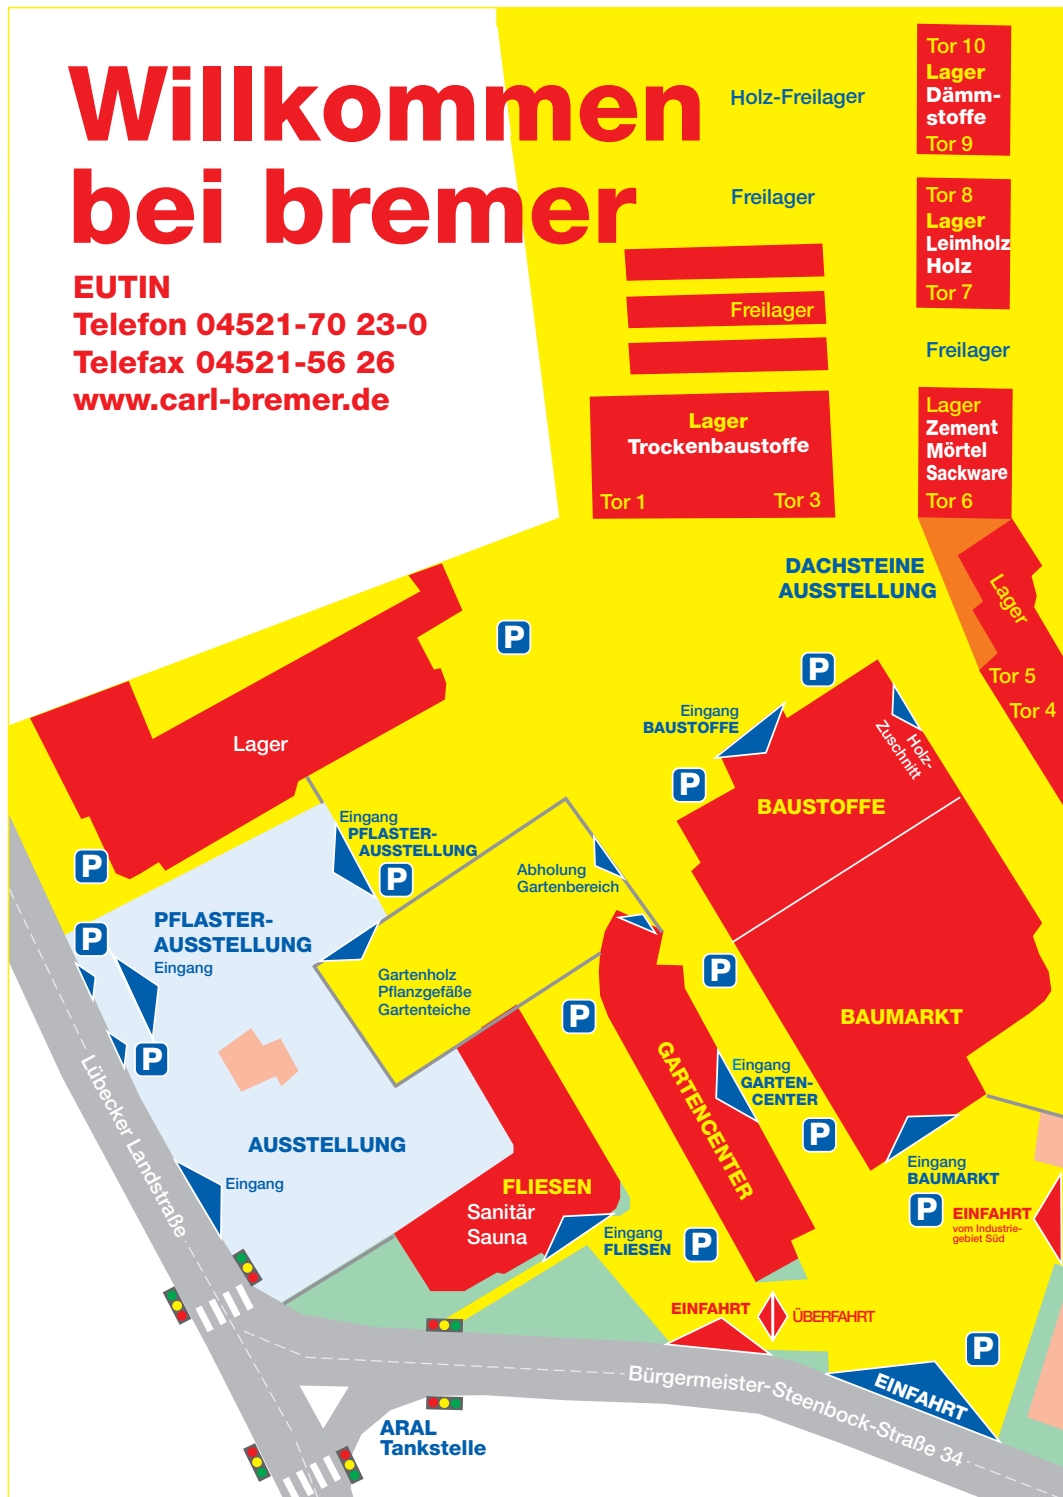 Willkommen
bei bremer
EUTIN
Telefon 04521-70 23-0
Telefax 04521-56 26
www.carl-bremer.de
Holz-Freilager
Tor 10
Lager
Dämm-
stoffe
Tor 9
Freilager
Tor 8
Lager
Leimholz
Holz
Tor 7
Freilager
Freilager
Lager
Trockenbaustoffe
Tor 1
Tor 3
Lager
Zement
Mörtel
Sackware
Tor 6
DACHSTEINE
AUSSTELLUNG
Lager
Tor 5
Tor 4
P
P
Eingang
BAUSTOFFE
Holz-
Zuschnitt
Lager
P
BAUSTOFFE
Eingang
PFLASTER-
AUSSTELLUNG
P
P
Abholung
Gartenbereich
PFLASTER-
AUSSTELLUNG
Eingang
P
Gartenholz
Pflanzgefäße
Gartenteiche
P
P
BAUMARKT
P
GARTENCENTER
Eingang
GARTEN-
CENTER
P
Lübecker Landstraße
AUSSTELLUNG
Eingang
FLIESEN
Sanitär
Sauna
Eingang
FLIESEN
P
Eingang
BAUMARKT
P
EINFAHRT
vom Industrie-
gebiet Süd
EINFAHRT
ÜBERFAHRT
P
EINFAHRT
Bürgermeister-Steenbock-Straße 34
ARAL
Tankstelle